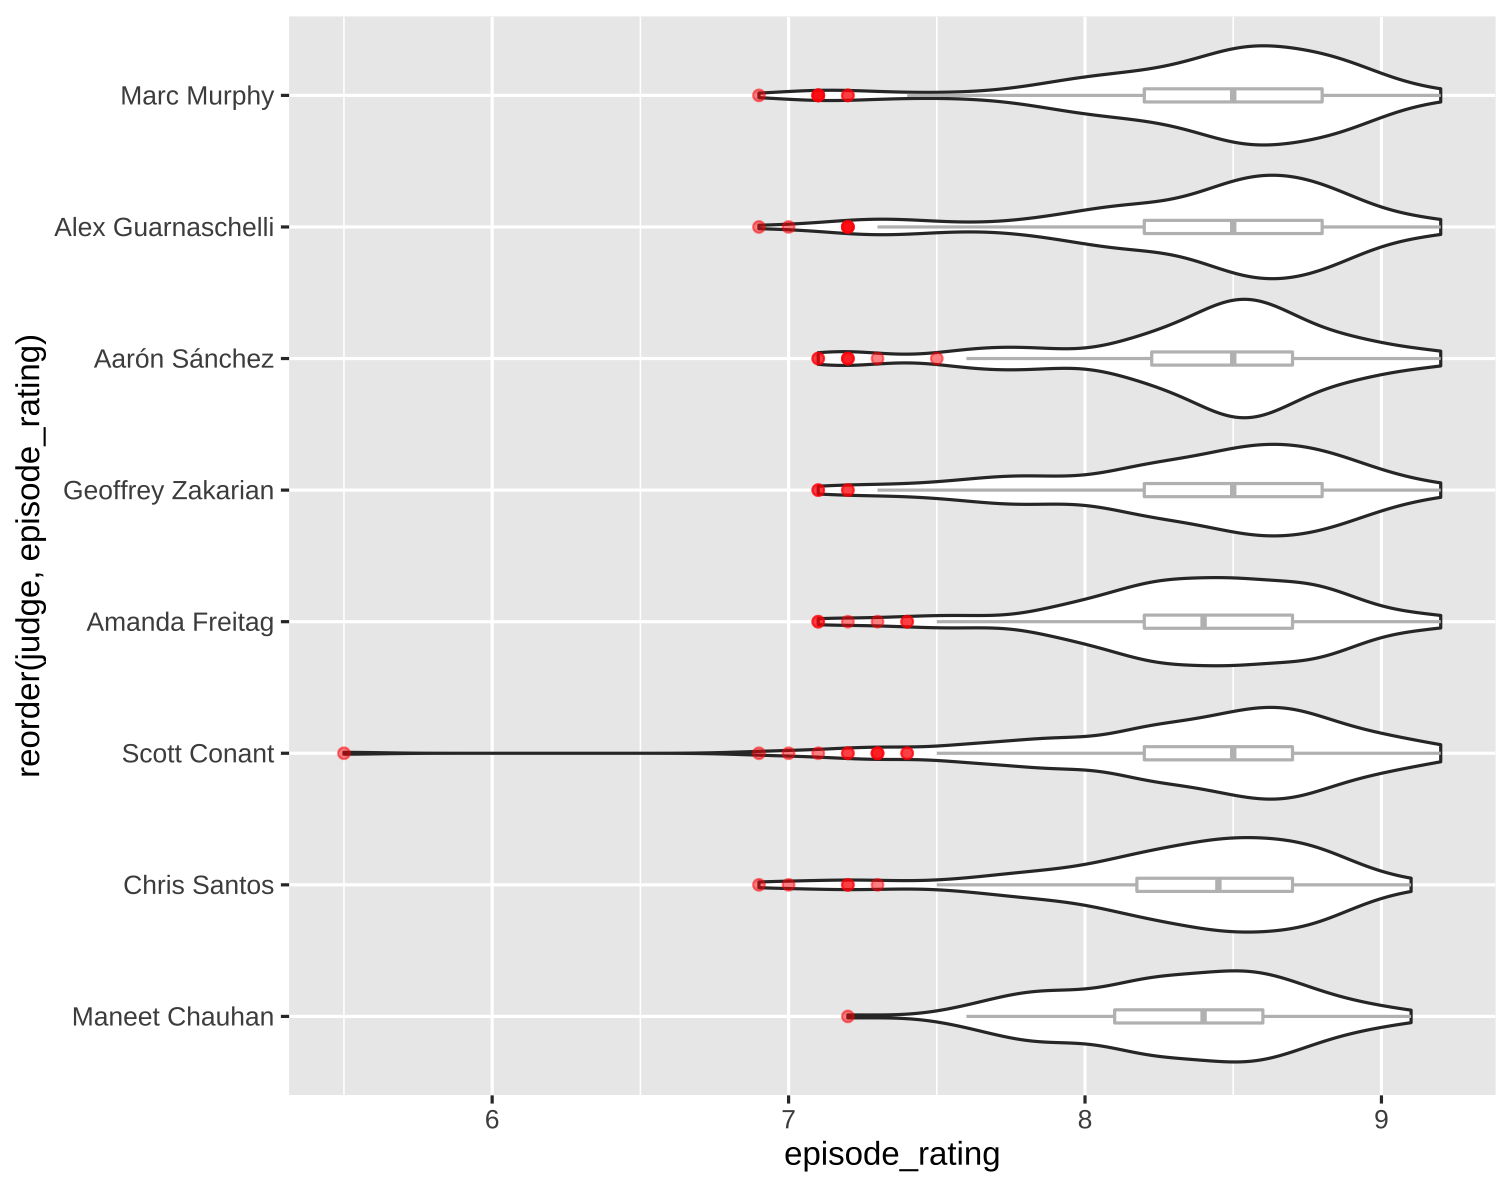 reorder(judge, episode_rating)
Marc Murphy
Alex Guarnaschelli
Aarón Sánchez
Geoffrey Zakarian
Amanda Freitag
Scott Conant
Chris Santos
Maneet Chauhan
6 7 8 9
episode_rating